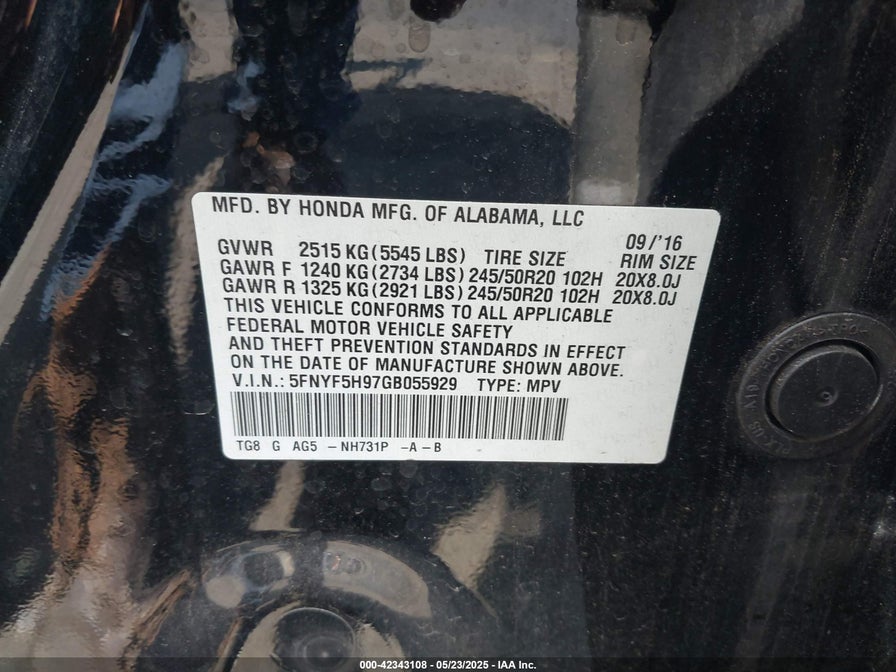 MFD. BY HONDA MFG. OF ALABAMA, LLC
09/'16
GVWR 2515 KG (5545 LBS) TIRE SIZE RIM SIZE
GAWR F 1240 KG (2734 LBS) 245/50R20 102H 20X8.0J
GAWR R 1325 KG (2921 LBS) 245/50R20 102H 20X8.0J
THIS VEHICLE CONFORMS TO ALL APPLICABLE
FEDERAL MOTOR VEHICLE SAFETY
AND THEFT PREVENTION STANDARDS IN EFFECT
ON THE DATE OF MANUFACTURE SHOWN ABOVE.
V.I.N.: 5FNYF5H97GB055929 TYPE: MPV
TG8 G AG5 -NH731P -A-B
000-42343108 - 05/23/2025 - IAA Inc.